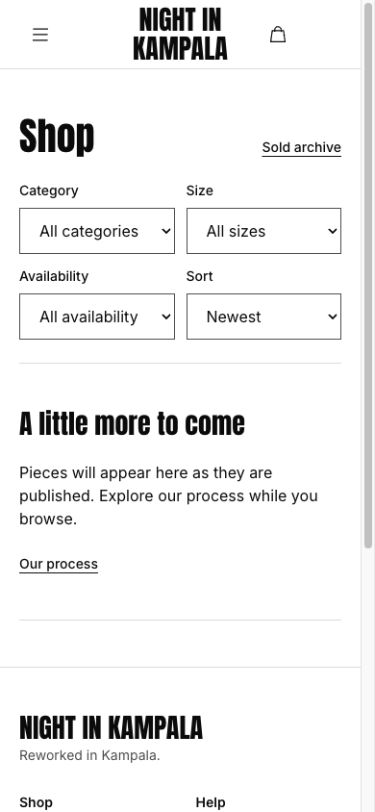 NIGHT IN
KAMPALA
Shop
Sold archive
Category
Size
All categories
All sizes
Availability
Sort
All availability
Newest
A little more to come
Pieces will appear here as they are
published. Explore our process while you
browse.
Our process
NIGHT IN KAMPALA
Reworked in Kampala.
Shop
Help